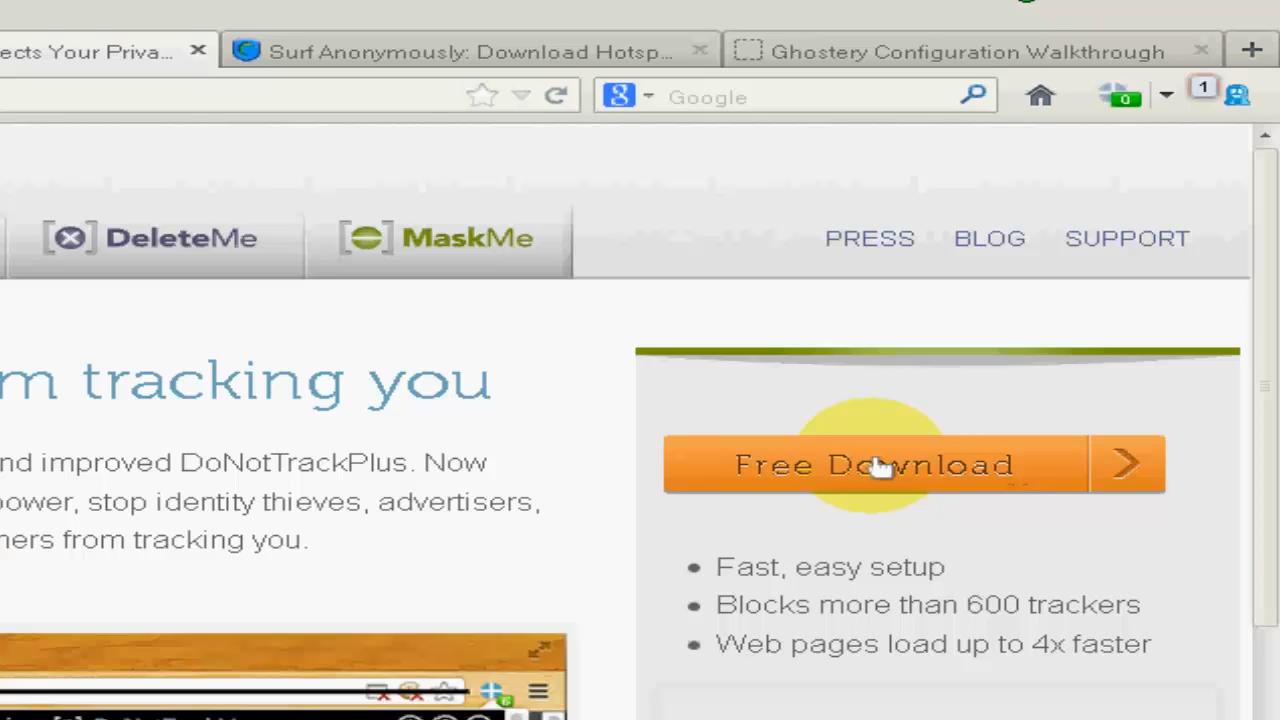 ects Your Priva...
Surf Anonymously: Download Hotsp...
Ghostery Configuration Walkthrough
8
Google
0
1
[x] DeleteMe
[-] MaskMe
PRESS
BLOG
SUPPORT
m tracking you
nd improved DoNotTrackPlus. Now
power, stop identity thieves, advertisers,
ners from tracking you.
Free Download
Fast, easy setup
Blocks more than 600 trackers
Web pages load up to 4x faster